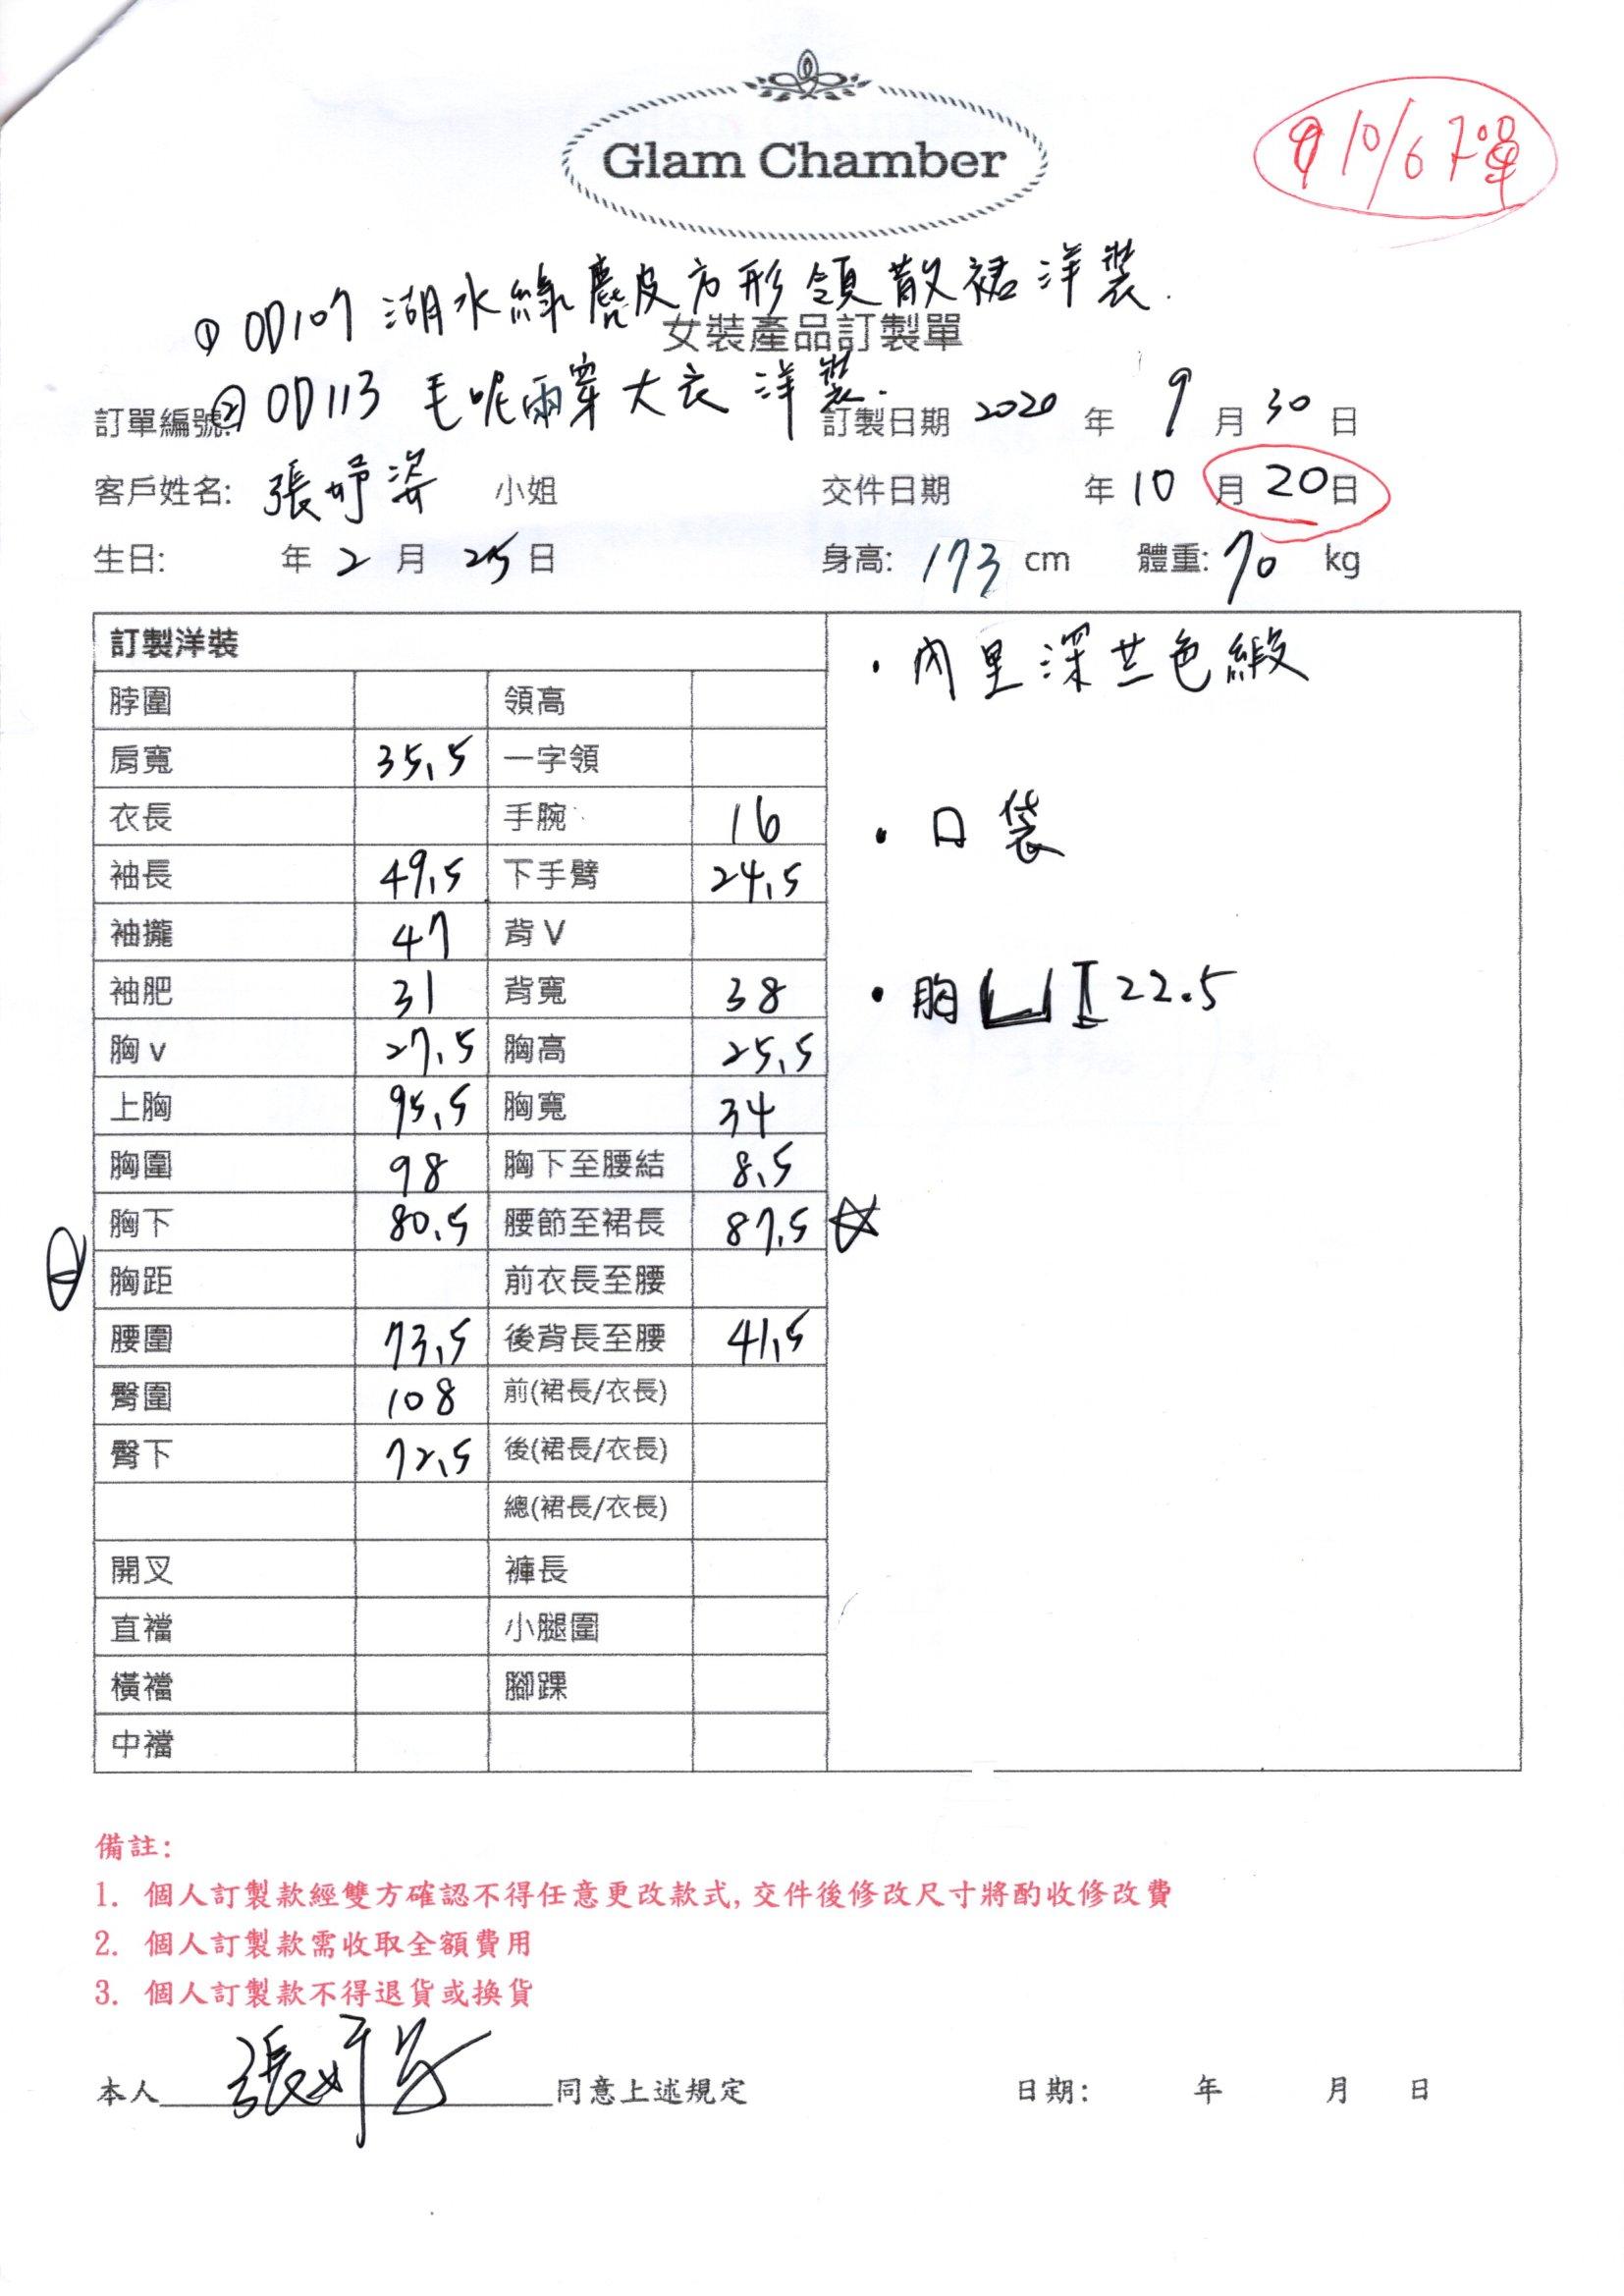 Glam Chamber
10/6
① OD107 湖水綠麂皮方形領散裙洋裝.
女裝產品訂製單
② OD113 毛呢兩穿大衣洋裝.
訂單編號: 訂製日期 2020 年 9 月 30 日
客戶姓名: 張妤姿 小姐 交件日期 年 10 月 20 日
生日: 年 2 月 25 日 身高: 173 cm 體重: 70 kg
訂製洋裝
脖圍 領高
肩寬 35.5 一字領
衣長 手腕 16
袖長 49.5 下手臂 24.5
袖攏 47 背 V
袖肥 31 背寬 38
胸 v 27.5 胸高 25.5
上胸 95.5 胸寬 34
胸圍 98 胸下至腰結 8.5
胸下 80.5 腰節至裙長 87.5 ☆
胸距 前衣長至腰
腰圍 73.5 後背長至腰 41.5
臀圍 108 前(裙長/衣長)
臀下 72.5 後(裙長/衣長)
總(裙長/衣長)
開叉 褲長
直襠 小腿圍
橫襠 腳踝
中襠
· 內里深芷色緞
· 口袋
· 胸 22.5
備註:
1. 個人訂製款經雙方確認不得任意更改款式,交件後修改尺寸將酌收修改費
2. 個人訂製款需收取全額費用
3. 個人訂製款不得退貨或換貨
本人 張妤姿 同意上述規定 日期: 年 月 日